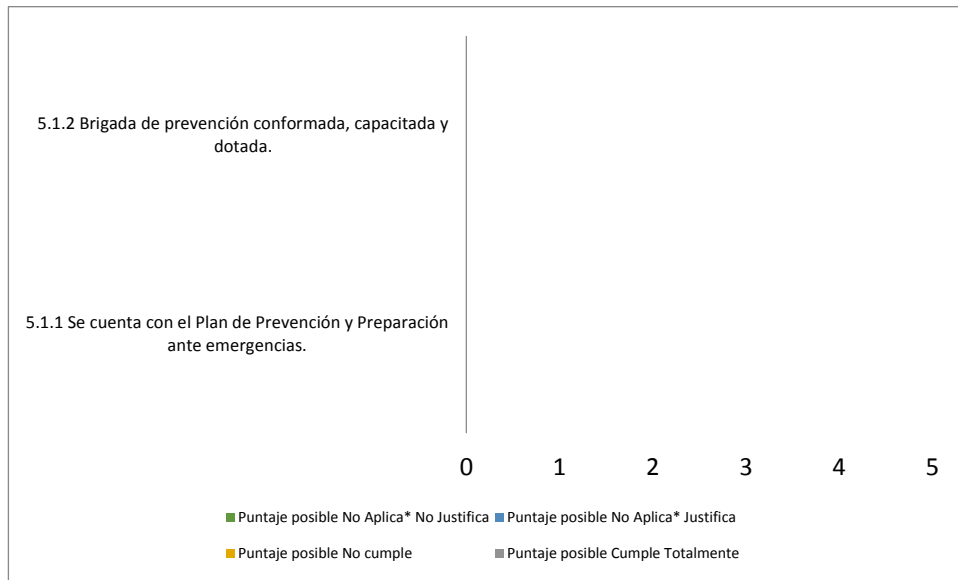 5.1.2 Brigada de prevención conformada, capacitada y
dotada.
5.1.1 Se cuenta con el Plan de Prevención y Preparación
ante emergencias.
0 1 2 3 4 5
Puntaje posible No Aplica* No Justifica Puntaje posible No Aplica* Justifica
Puntaje posible No cumple Puntaje posible Cumple Totalmente